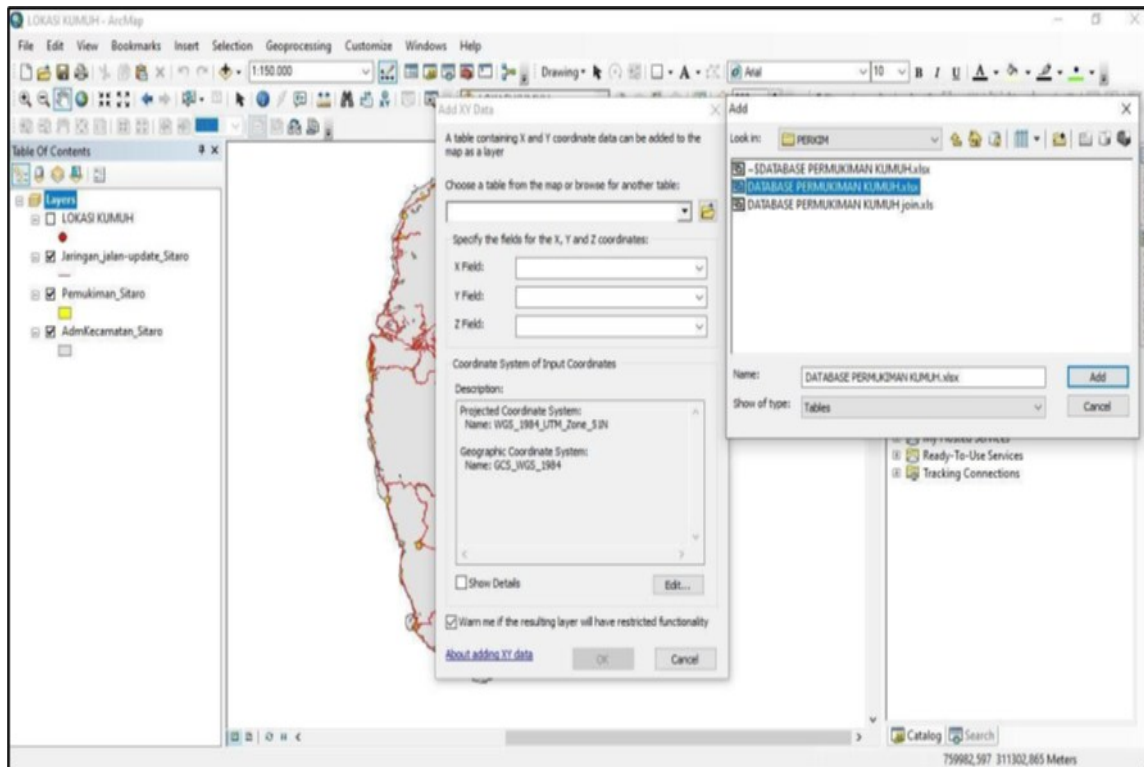 LOKASI KUMUH - ArcMap
File Edit View Bookmarks Insert Selection Geoprocessing Customize Windows Help
1:150.000
Drawing
Arial
10
B I U A
Table Of Contents
Layers
LOKASI KUMUH
Jaringan_jalan-update_Sitaro
Pemukiman_Sitaro
AdmKecamatan_Sitaro
Add XY Data
A table containing X and Y coordinate data can be added to the
map as a layer
Choose a table from the map or browse for another table:
Specify the fields for the X, Y and Z coordinates:
X Field:
Y Field:
Z Field:
Coordinate System of Input Coordinates
Description:
Projected Coordinate System:
Name: WGS_1984_UTM_Zone_51N
Geographic Coordinate System:
Name: GCS_WGS_1984
Show Details
Edit...
Warn me if the resulting layer will have restricted functionality
About adding XY data
OK
Cancel
Add
Look in:
PERKIM
~$DATABASE PERMUKIMAN KUMUH.xlsx
DATABASE PERMUKIMAN KUMUH.xlsx
DATABASE PERMUKIMAN KUMUH join.xls
Name:
DATABASE PERMUKIMAN KUMUH.xlsx
Add
Show of type:
Tables
Cancel
My Hosted Services
Ready-To-Use Services
Tracking Connections
Catalog
Search
759982,597 311302,865 Meters